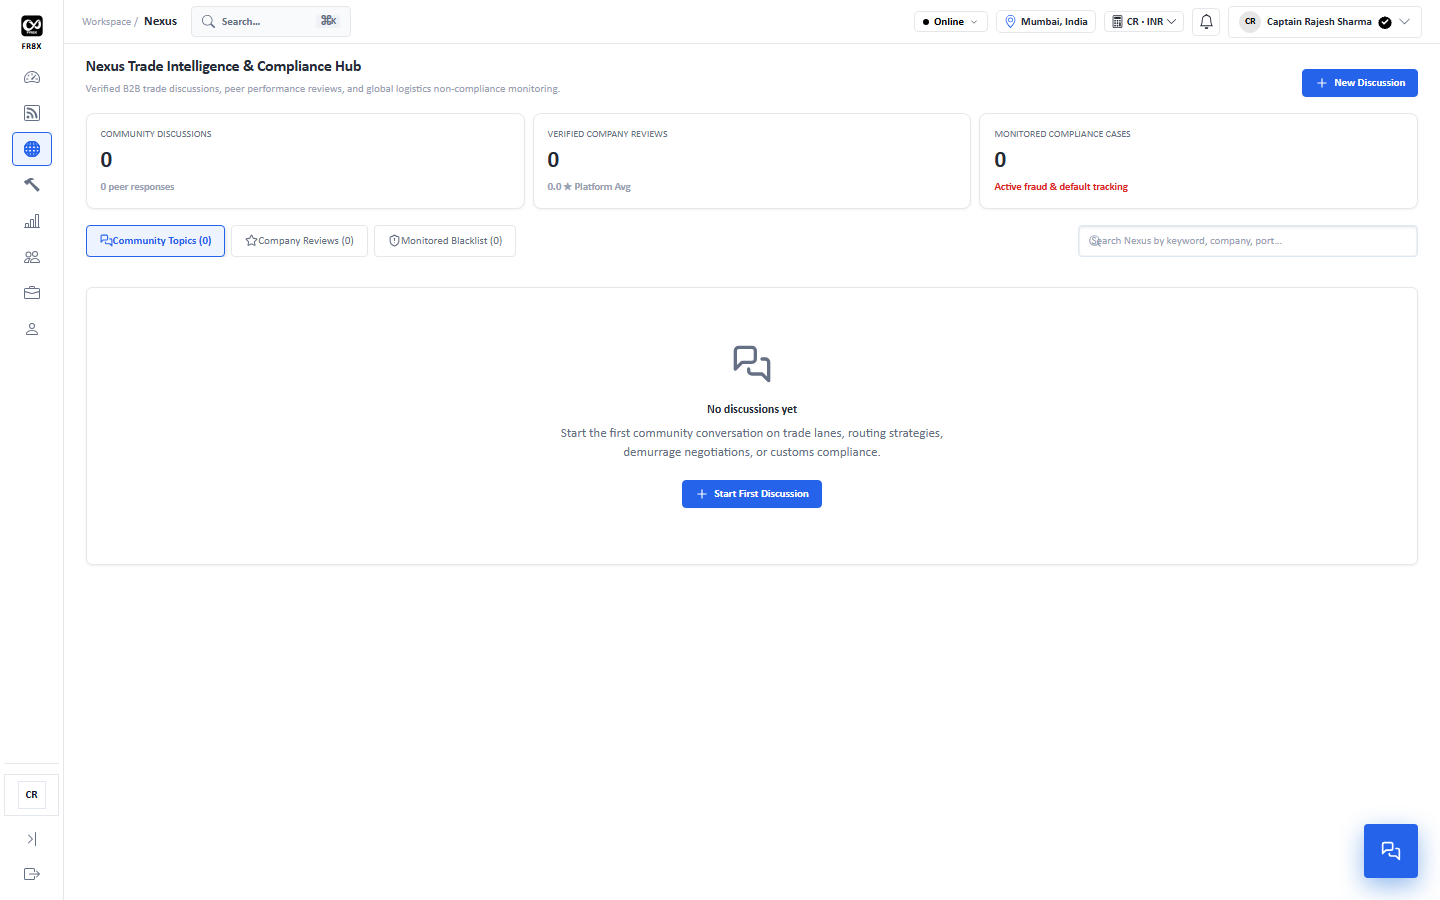 FR8X
Workspace / Nexus
Search...
⌘K
Online
Mumbai, India
CR · INR
CR
Captain Rajesh Sharma
Nexus Trade Intelligence & Compliance Hub
Verified B2B trade discussions, peer performance reviews, and global logistics non-compliance monitoring.
New Discussion
COMMUNITY DISCUSSIONS
0
0 peer responses
VERIFIED COMPANY REVIEWS
0
0.0 ★ Platform Avg
MONITORED COMPLIANCE CASES
0
Active fraud & default tracking
Community Topics (0)
Company Reviews (0)
Monitored Blacklist (0)
Search Nexus by keyword, company, port...
No discussions yet
Start the first community conversation on trade lanes, routing strategies,
demurrage negotiations, or customs compliance.
Start First Discussion
CR